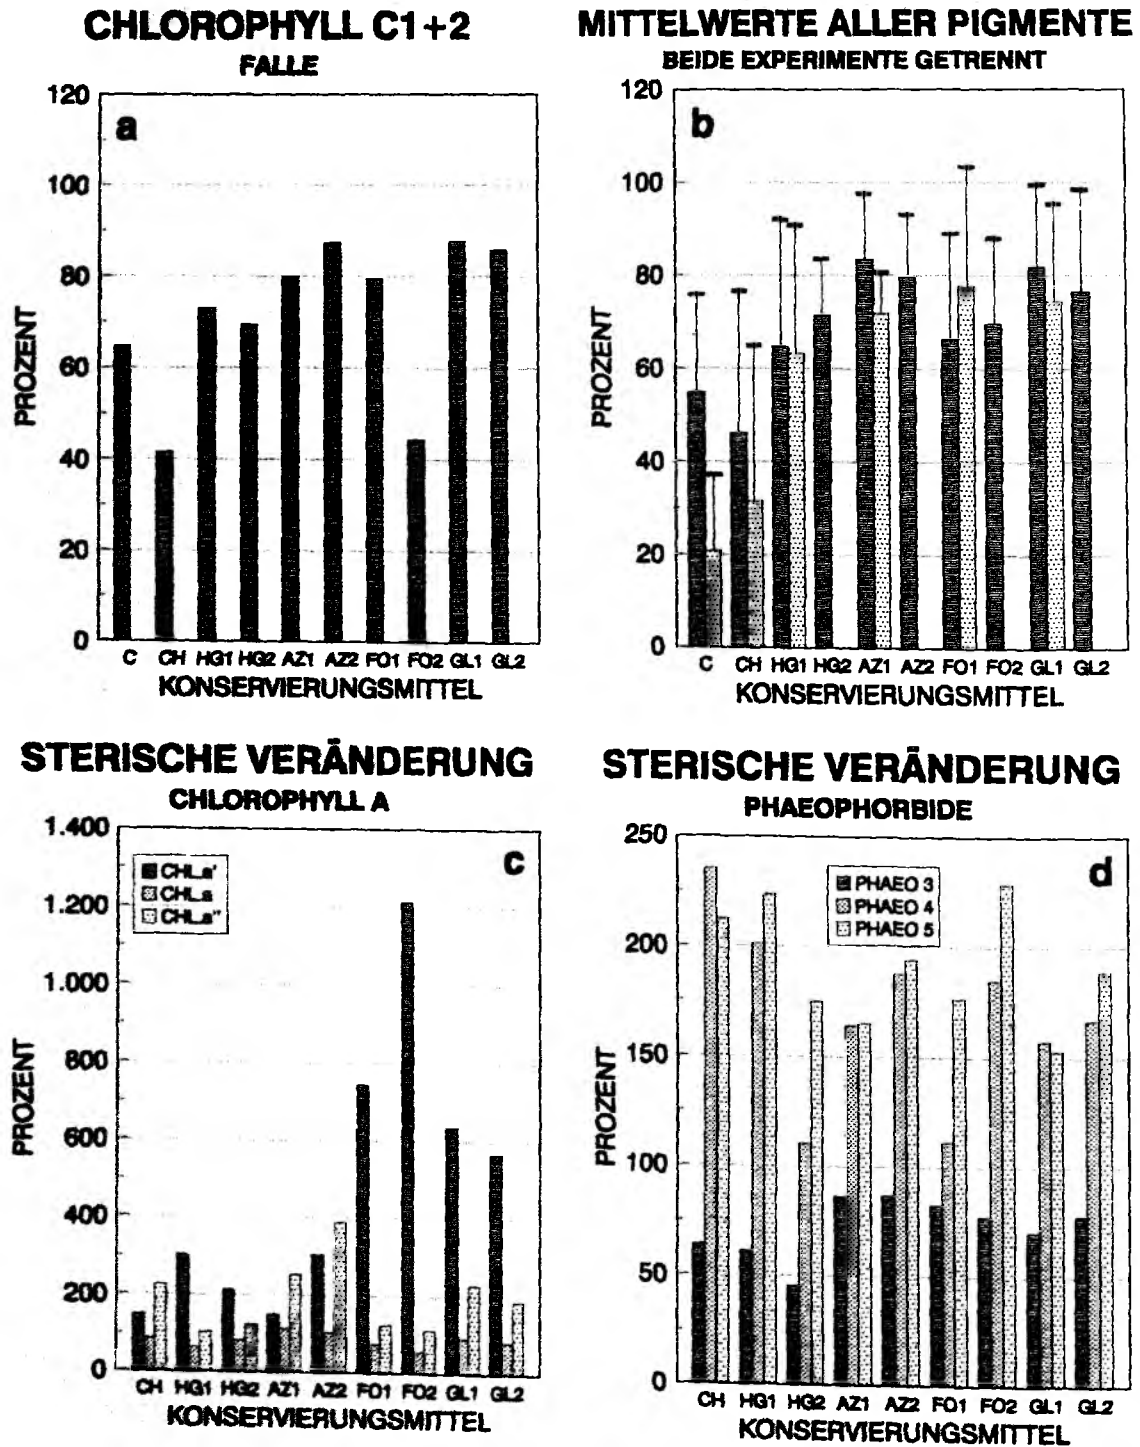 CHLOROPHYLL C1+2
FALLE
120
100
80
60
40
20
0
PROZENT
a
C CH HG1 HG2 AZ1 AZ2 FO1 FO2 GL1 GL2
KONSERVIERUNGSMITTEL
MITTELWERTE ALLER PIGMENTE
BEIDE EXPERIMENTE GETRENNT
120
100
80
60
40
20
0
PROZENT
b
C CH HG1 HG2 AZ1 AZ2 FO1 FO2 GL1 GL2
KONSERVIERUNGSMITTEL
STERISCHE VERÄNDERUNG
CHLOROPHYLL A
1.400
1.200
1.000
800
600
400
200
0
PROZENT
CHL.a'
CHL.a
CHL.a"
c
CH HG1 HG2 AZ1 AZ2 FO1 FO2 GL1 GL2
KONSERVIERUNGSMITTEL
STERISCHE VERÄNDERUNG
PHAEOPHORBIDE
250
200
150
100
50
0
PROZENT
PHAEO 3
PHAEO 4
PHAEO 5
d
CH HG1 HG2 AZ1 AZ2 FO1 FO2 GL1 GL2
KONSERVIERUNGSMITTEL